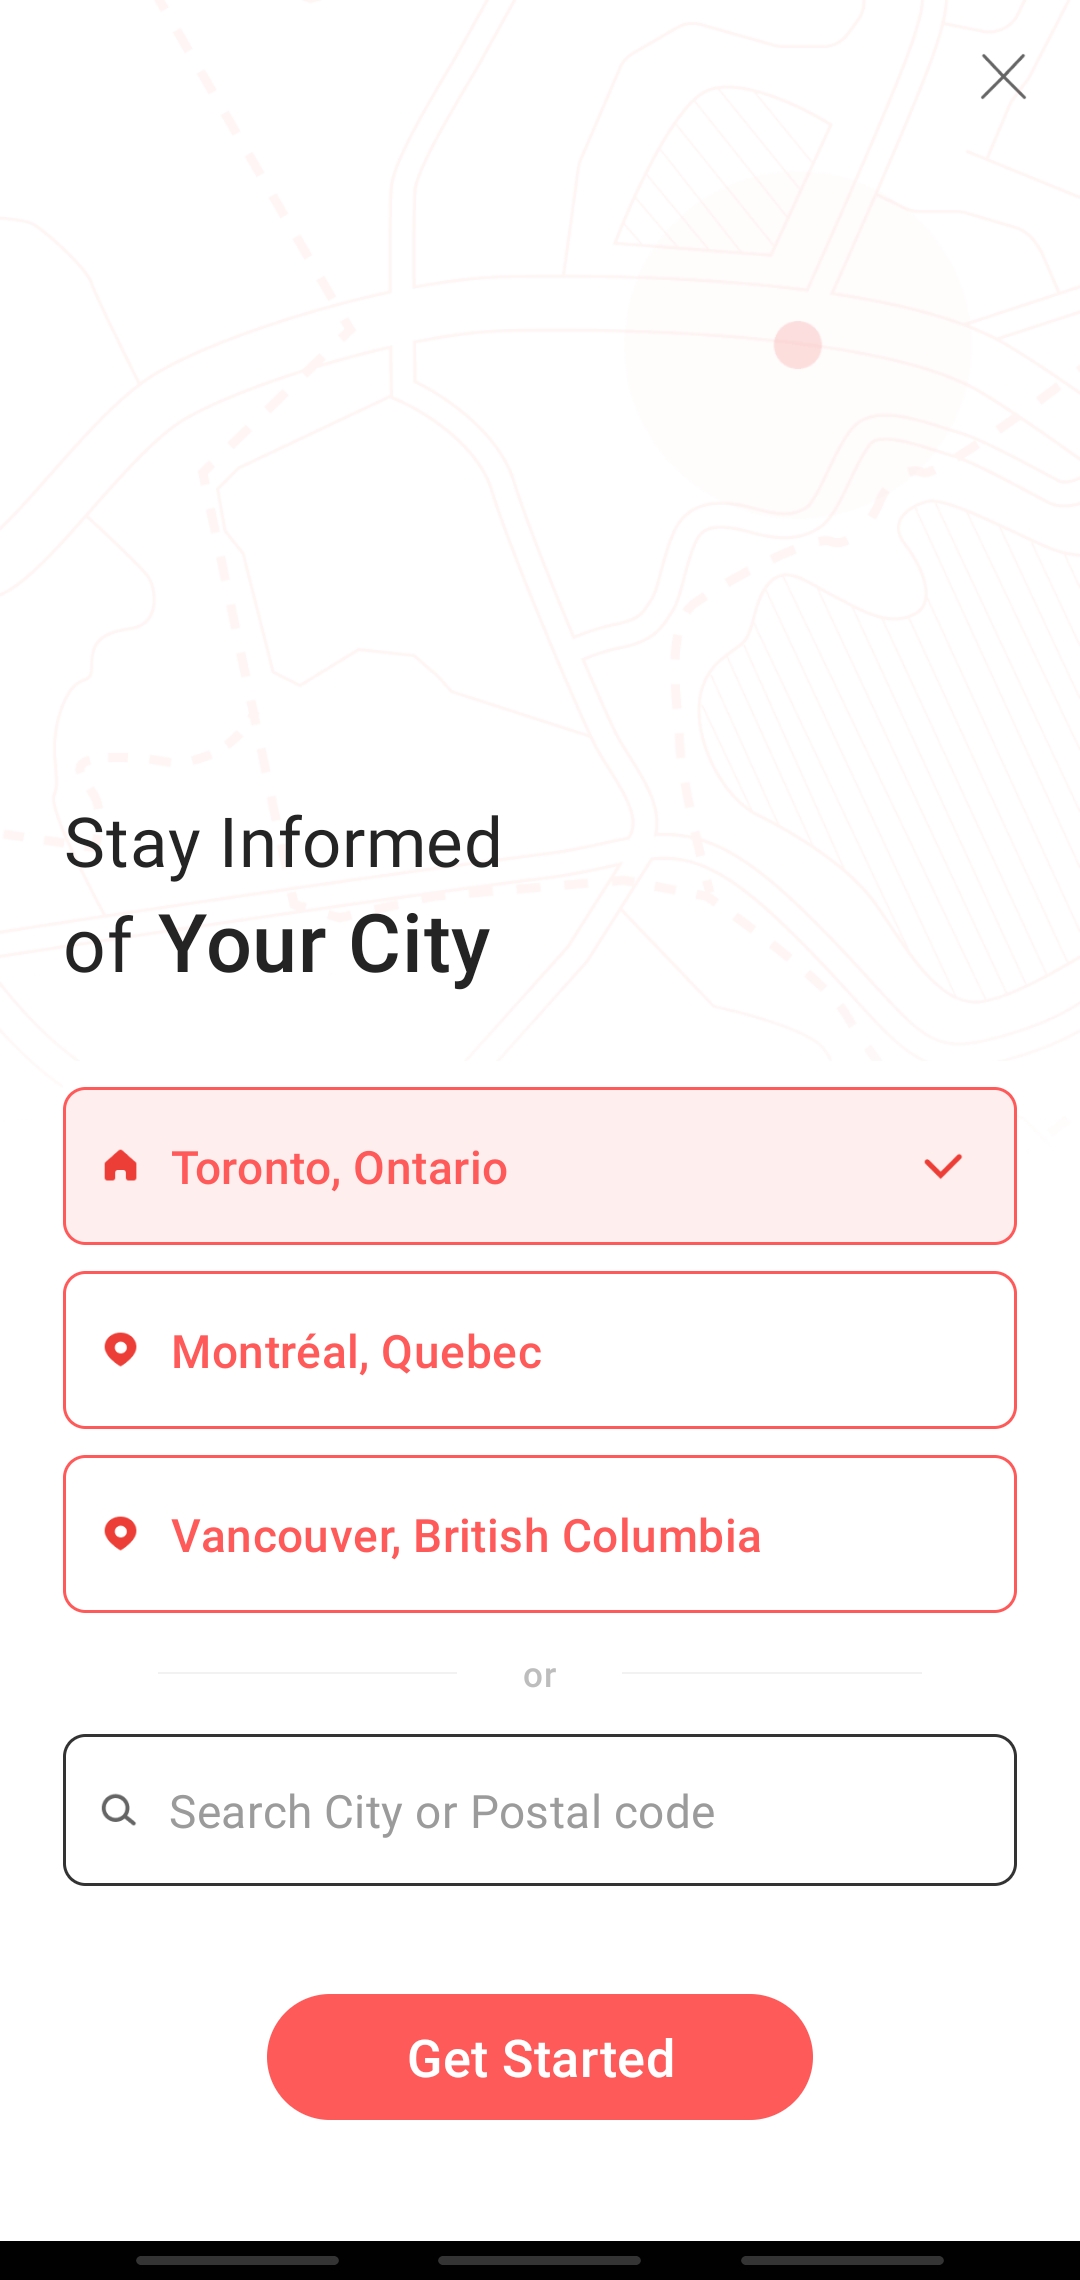 Stay Informed
of Your City
Toronto, Ontario
Montréal, Quebec
Vancouver, British Columbia
or
Search City or Postal code
Get Started